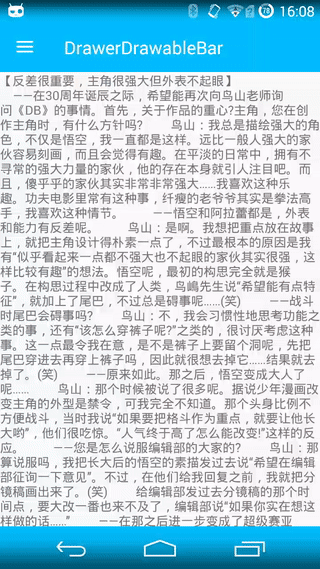 78 16:08
DrawerDrawableBar
【反差很重要，主角很强大但外表不起眼】
——在30周年诞辰之际，希望能再次向鸟山老师询
问《DB》的事情。首先，关于作品的重心?主角，您在创
作主角时，有什么方针吗? 鸟山：我总是描绘强大的角
色，不仅是悟空，我一直都是这样。远比一般人强大的家
伙容易刻画，而且会觉得有趣。在平淡的日常中，拥有不
寻常的强大力量的家伙，他的存在本身就引人注目吧。而
且，傻乎乎的家伙其实非常非常强大……我喜欢这种乐
趣。功夫电影里常有这种事，纤瘦的老爷爷其实是拳法高
手，我喜欢这种情节。 ——悟空和阿拉蕾都是，外表
和能力有反差呢。 鸟山：是啊。我想把重点放在故事
上，就把主角设计得朴素一点了，不过最根本的原因是我
有“似乎看起来一点都不强大也不起眼的家伙其实很强，这
样比较有趣”的想法。悟空呢，最初的构思完全就是猴
子。在构思过程中改成了人类，鸟嶋先生说“希望能有点特
征”，就加上了尾巴，不过总是碍事呢……(笑) ——战斗
时尾巴会碍事吗? 鸟山：不，我会习惯性地思考功能之
类的事，还有“该怎么穿裤子呢?”之类的，很讨厌考虑这种
事。这一点最令我在意，是不是裤子上要留个洞呢，先把
尾巴穿进去再穿上裤子吗，因此就很想去掉它……结果就去
掉了。(笑) ——原来如此。那之后，悟空变成大人了
呢…… 鸟山：那个时候被说了很多呢。据说少年漫画改
变主角的外型是禁令，可我完全不知道。那个头身比例不
方便战斗，当时我说“如果要把格斗作为重点，就要让他长
大哟”，他们很吃惊。“人气终于高了怎么能改变!”这样的反
应。 ——您是怎么说服编辑部的大家的? 鸟山：那
算说服吗，我把长大后的悟空的素描发过去说“希望在编辑
部征询一下意见”。不过，在他们给我回复之前，我就把分
镜稿画出来了。(笑) 给编辑部发过去分镜稿的那个时
间点，要大改一番也来不及了，编辑部说“如果你实在想这
样做的话……” ——在那之后进一步变成了超级赛亚